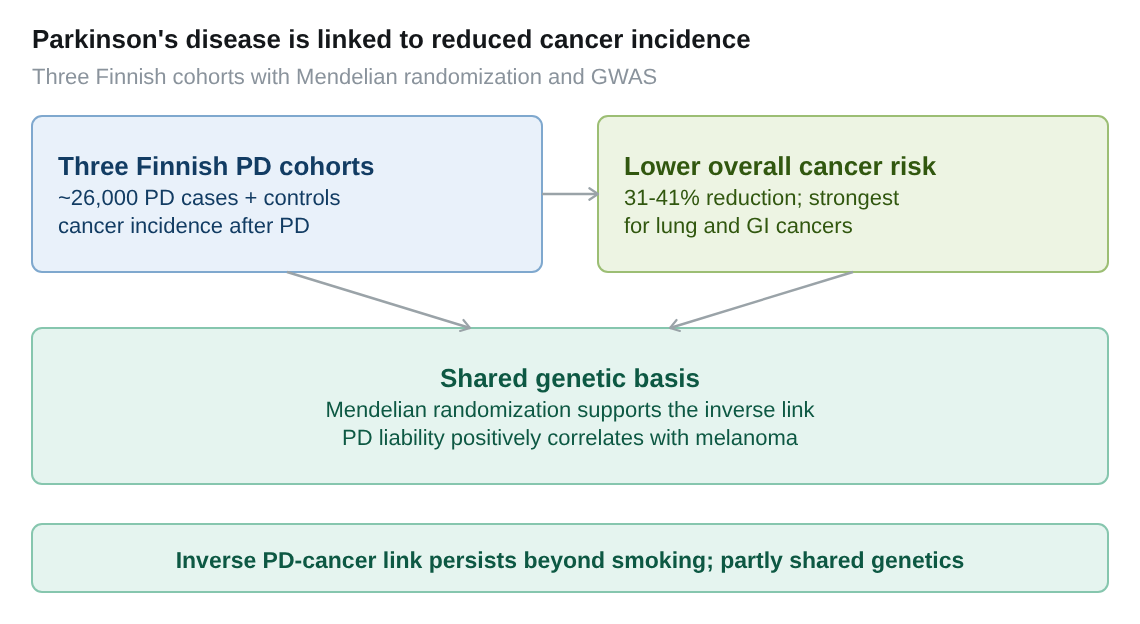 Parkinson's disease is linked to reduced cancer incidence
Three Finnish cohorts with Mendelian randomization and GWAS
Three Finnish PD cohorts
~26,000 PD cases + controls
cancer incidence after PD
Lower overall cancer risk
31-41% reduction; strongest
for lung and GI cancers
Shared genetic basis
Mendelian randomization supports the inverse link
PD liability positively correlates with melanoma
Inverse PD-cancer link persists beyond smoking; partly shared genetics